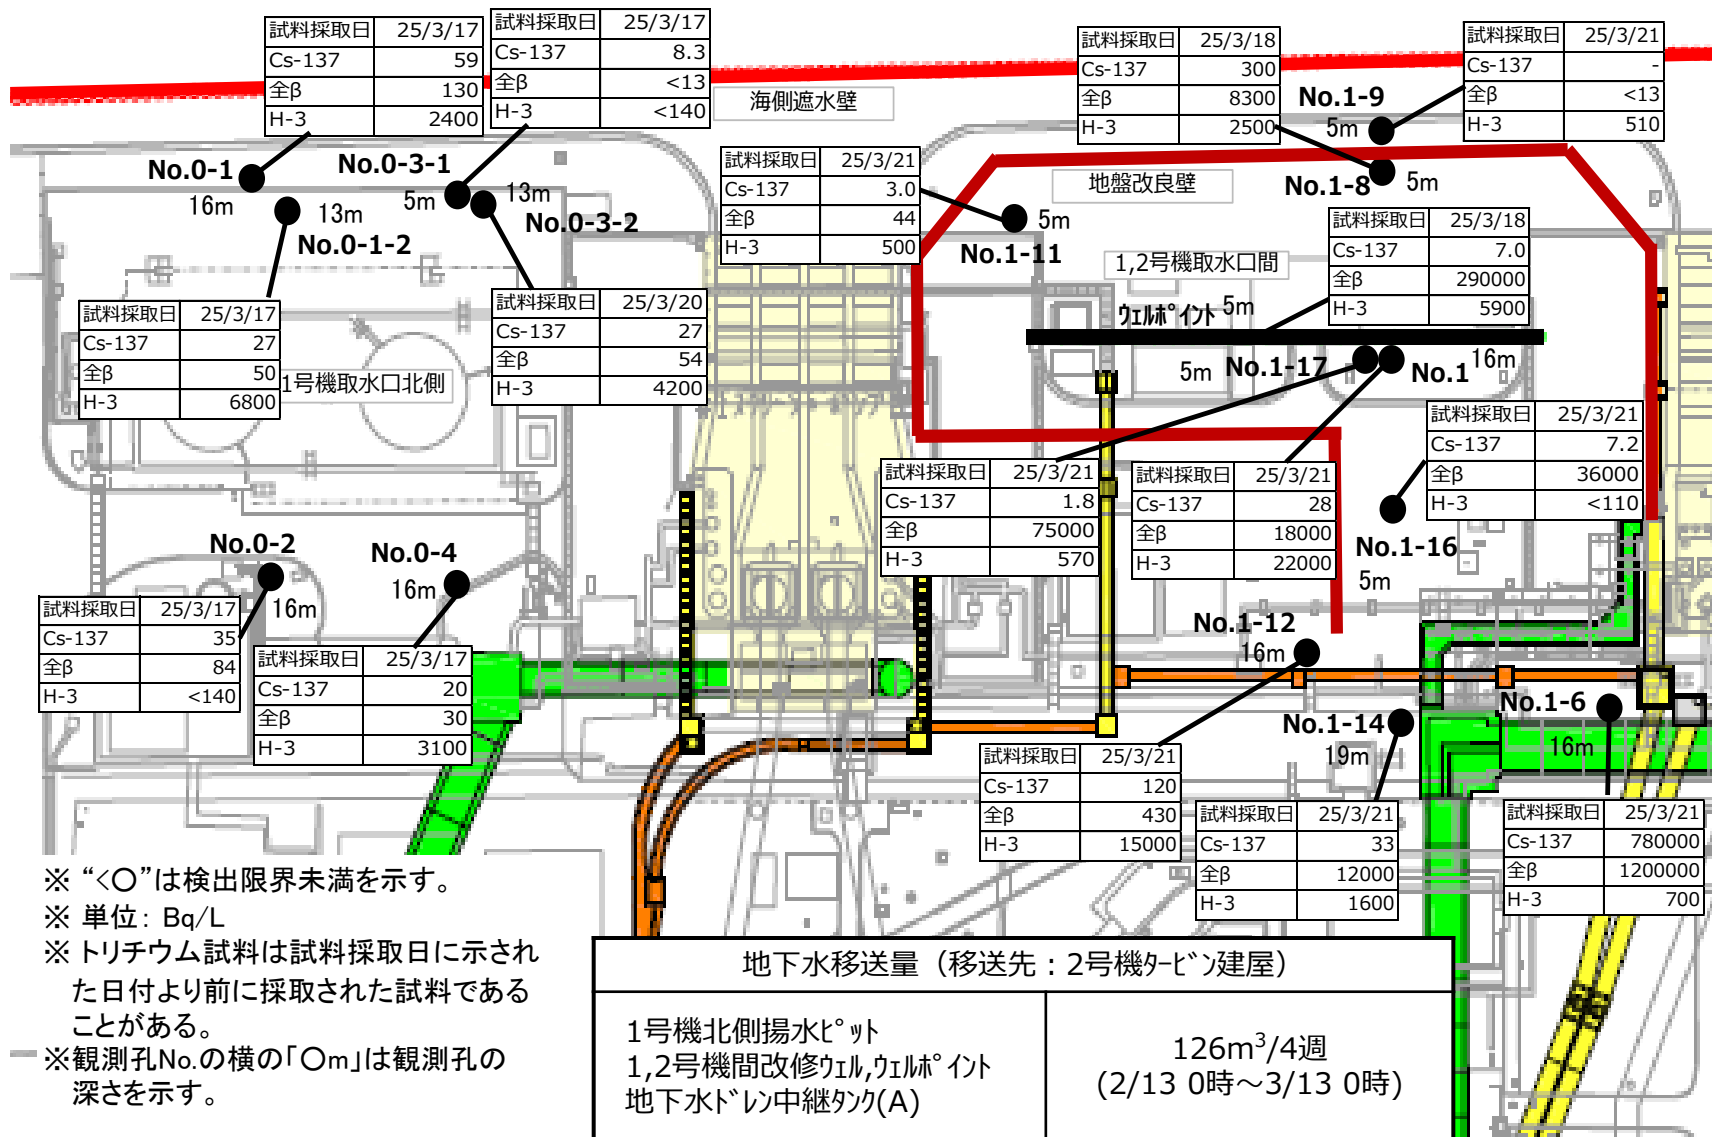 試料採取日 25/3/17
Cs-137 59
全β 130
H-3 2400
試料採取日 25/3/17
Cs-137 8.3
全β <13
H-3 <140
海側遮水壁
試料採取日 25/3/18
Cs-137 300
全β 8300
H-3 2500
試料採取日 25/3/21
Cs-137 -
全β <13
H-3 510
No.1-9
5m
No.0-1
16m
No.0-3-1
5m
13m
No.0-3-2
13m
No.0-1-2
試料採取日 25/3/21
Cs-137 3.0
全β 44
H-3 500
5m
No.1-11
地盤改良壁
No.1-8
5m
試料採取日 25/3/18
Cs-137 7.0
全β 290000
H-3 5900
1,2号機取水口間
ｳｪﾙﾎﾟｲﾝﾄ 5m
試料採取日 25/3/17
Cs-137 27
全β 50
H-3 6800
1号機取水口北側
試料採取日 25/3/20
Cs-137 27
全β 54
H-3 4200
5m
No.1-17
No.1
16m
試料採取日 25/3/21
Cs-137 7.2
全β 36000
H-3 <110
試料採取日 25/3/21
Cs-137 1.8
全β 75000
H-3 570
試料採取日 25/3/21
Cs-137 28
全β 18000
H-3 22000
No.1-16
5m
No.0-2
16m
No.0-4
16m
試料採取日 25/3/17
Cs-137 35
全β 84
H-3 <140
試料採取日 25/3/17
Cs-137 20
全β 30
H-3 3100
No.1-12
16m
No.1-14
19m
No.1-6
16m
試料採取日 25/3/21
Cs-137 120
全β 430
H-3 15000
試料採取日 25/3/21
Cs-137 33
全β 12000
H-3 1600
試料採取日 25/3/21
Cs-137 780000
全β 1200000
H-3 700
※ “<〇”は検出限界未満を示す。
※ 単位: Bq/L
※ トリチウム試料は試料採取日に示され
た日付より前に採取された試料である
ことがある。
※観測孔No.の横の「〇m」は観測孔の
深さを示す。
地下水移送量（移送先：2号機ﾀｰﾋﾞﾝ建屋）
1号機北側揚水ﾋﾟｯﾄ
1,2号機間改修ｳｪﾙ,ｳｪﾙﾎﾟｲﾝﾄ
地下水ﾄﾞﾚﾝ中継ﾀﾝｸ(A)
126m³/4週
(2/13 0時～3/13 0時)